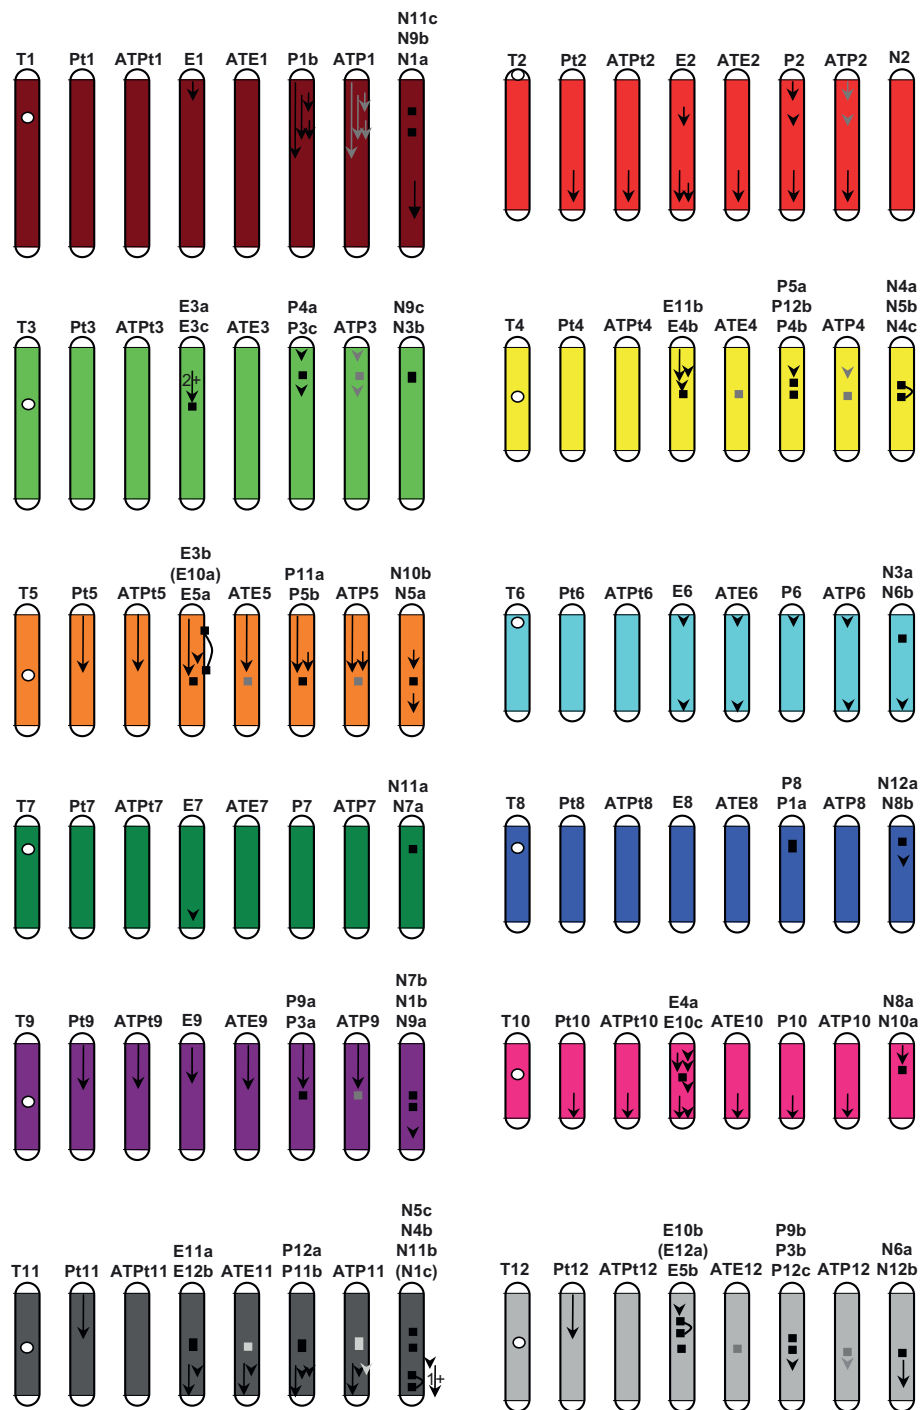 N11c
N9b
T1 Pt1 ATPt1 E1 ATE1 P1b ATP1 N1a
T2 Pt2 ATPt2 E2 ATE2 P2 ATP2 N2
E3a P4a N9c
T3 Pt3 ATPt3 E3c ATE3 P3c ATP3 N3b
2+
P5a N4a
E11b P12b N5b
T4 Pt4 ATPt4 E4b ATE4 P4b ATP4 N4c
E3b
(E10a) P11a N10b
T5 Pt5 ATPt5 E5a ATE5 P5b ATP5 N5a
N3a
T6 Pt6 ATPt6 E6 ATE6 P6 ATP6 N6b
N11a
T7 Pt7 ATPt7 E7 ATE7 P7 ATP7 N7a
P8 N12a
T8 Pt8 ATPt8 E8 ATE8 P1a ATP8 N8b
N7b
P9a N1b
T9 Pt9 ATPt9 E9 ATE9 P3a ATP9 N9a
E4a N8a
T10 Pt10 ATPt10 E10c ATE10 P10 ATP10 N10a
N5c
N4b
E11a P12a N11b
T11 Pt11 ATPt11 E12b ATE11 P11b ATP11 (N1c)
1+
E10b P9b
(E12a) P3b N6a
T12 Pt12 ATPt12 E5b ATE12 P12c ATP12 N12b